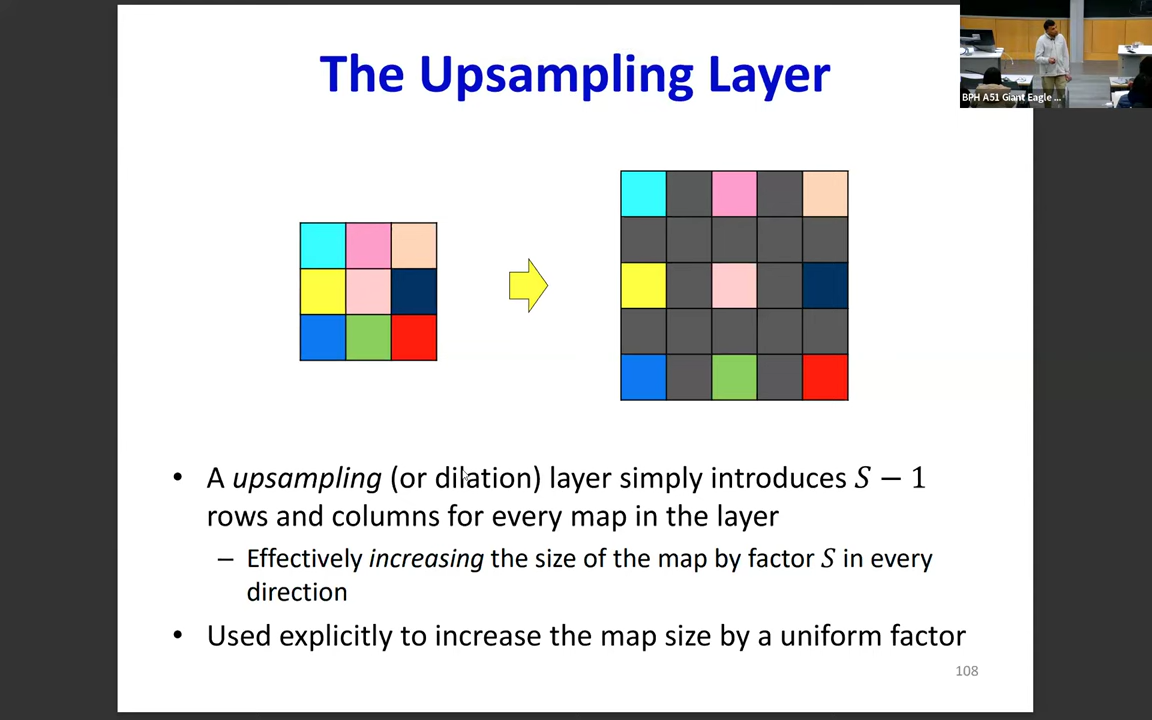 The Upsampling Layer
BPH A51 Giant Eagle ...
• A upsampling (or dilation) layer simply introduces 𝑆 − 1
rows and columns for every map in the layer
– Effectively increasing the size of the map by factor 𝑆 in every
direction
• Used explicitly to increase the map size by a uniform factor
108